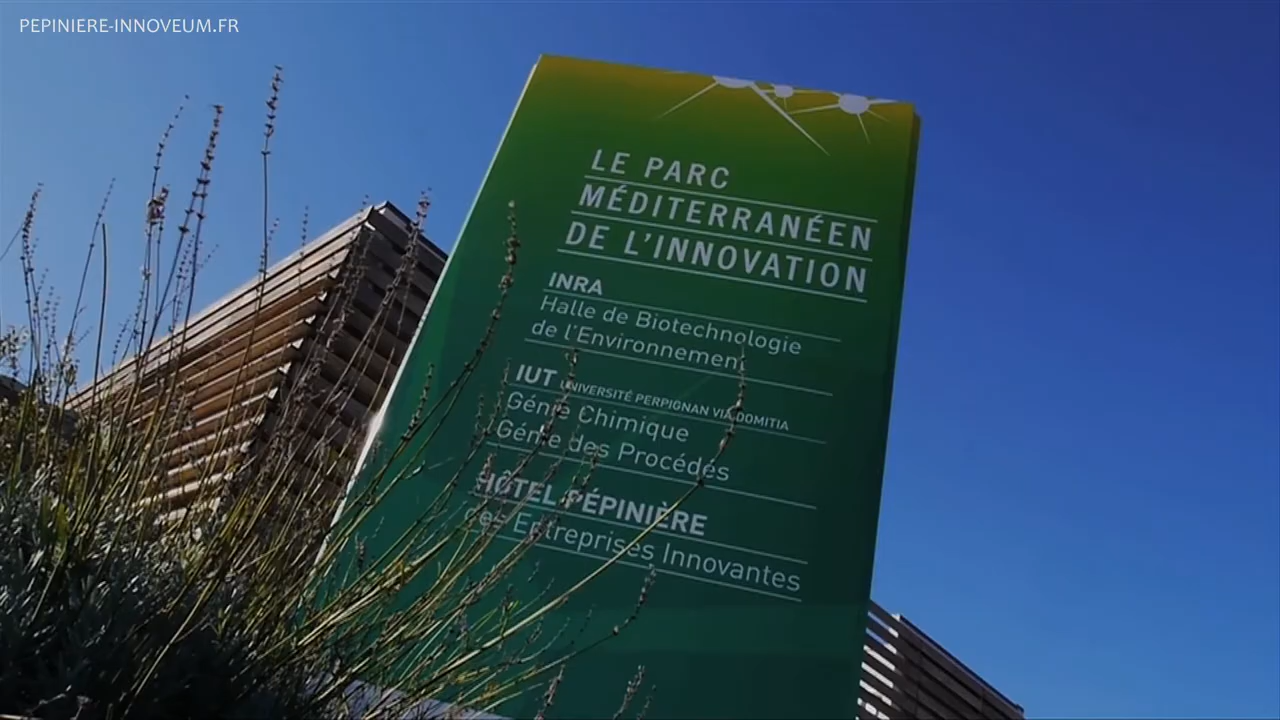 PEPINIERE-INNOVEUM.FR
LE PARC
MÉDITERRANÉEN
DE L'INNOVATION
INRA
Halle de Biotechnologie
de l'Environnement
IUT UNIVERSITÉ PERPIGNAN VIA DOMITIA
Génie Chimique
Génie des Procédés
HÔTEL PÉPINIÈRE
des Entreprises Innovantes